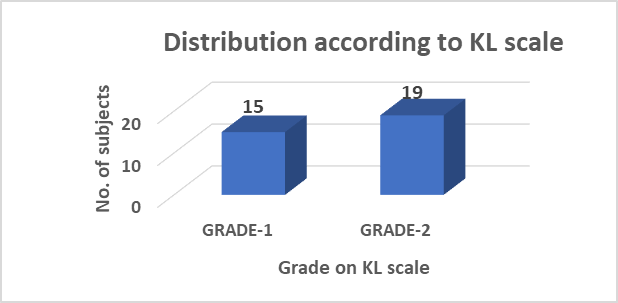 Distribution according to KL scale
No. of subjects
20
10
0
15
19
GRADE-1
GRADE-2
Grade on KL scale